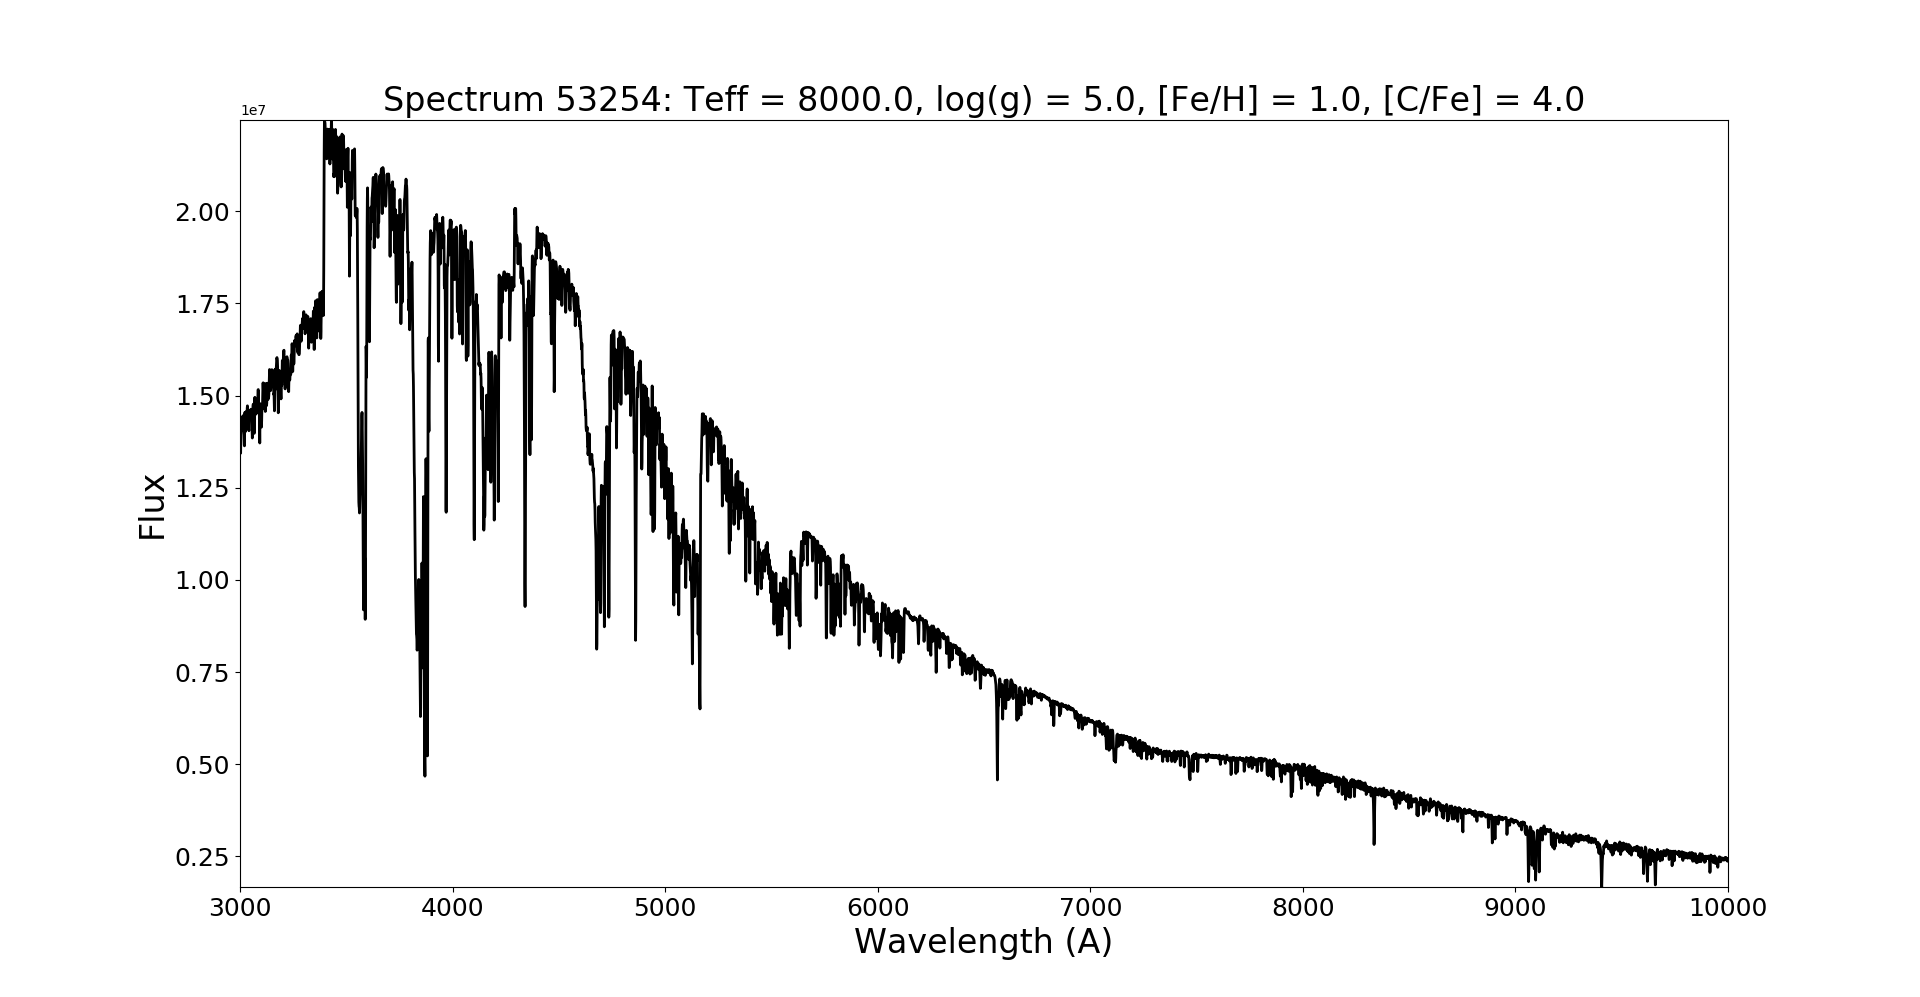 Spectrum 53254: Teff = 8000.0, log(g) = 5.0, [Fe/H] = 1.0, [C/Fe] = 4.0
1e7
2.00
1.75
1.50
1.25
1.00
0.75
0.50
0.25
Flux
3000 4000 5000 6000 7000 8000 9000 10000
Wavelength (A)